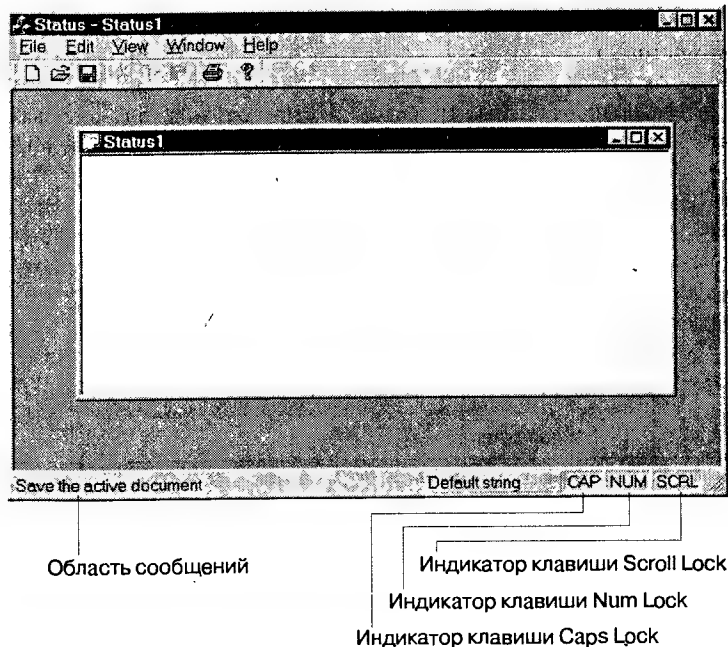 Status - Status1
File Edit View Window Help
Status1
Save the active document Default string CAP NUM SCRL
Область сообщений
Индикатор клавиши Scroll Lock
Индикатор клавиши Num Lock
Индикатор клавиши Caps Lock